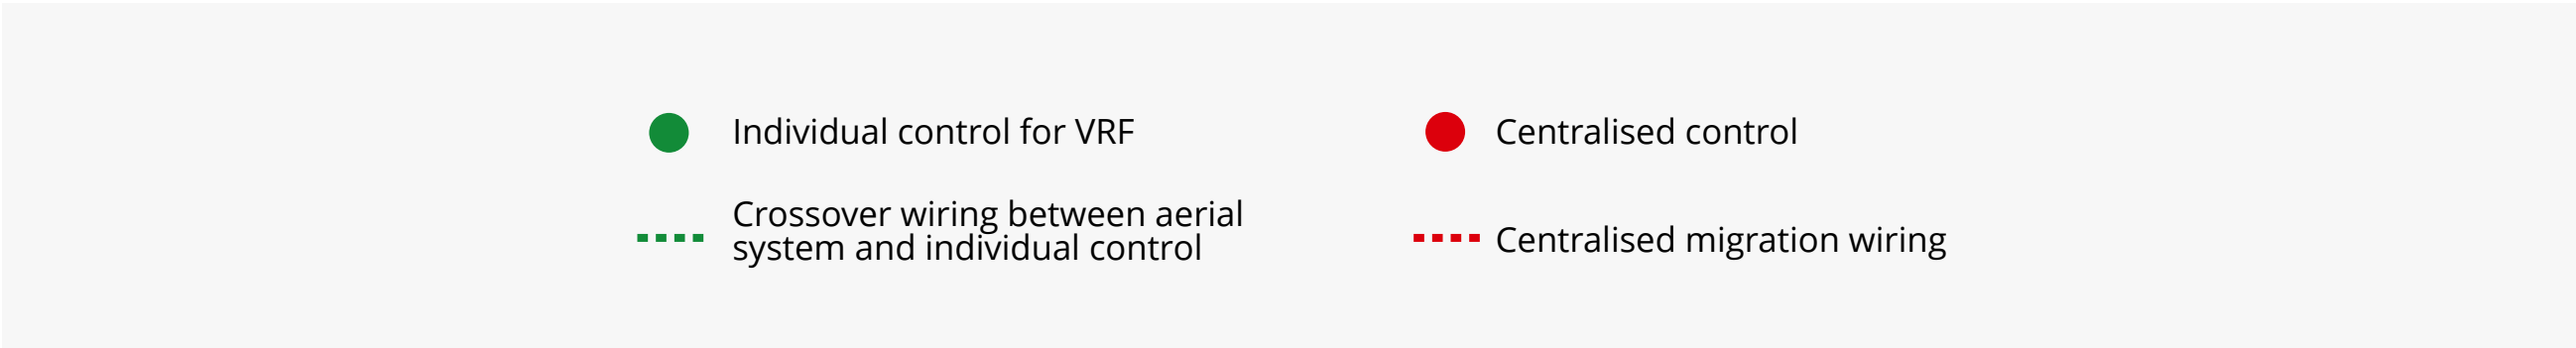 Individual control for VRF
Crossover wiring between aerial
system and individual control
Centralised control
Centralised migration wiring